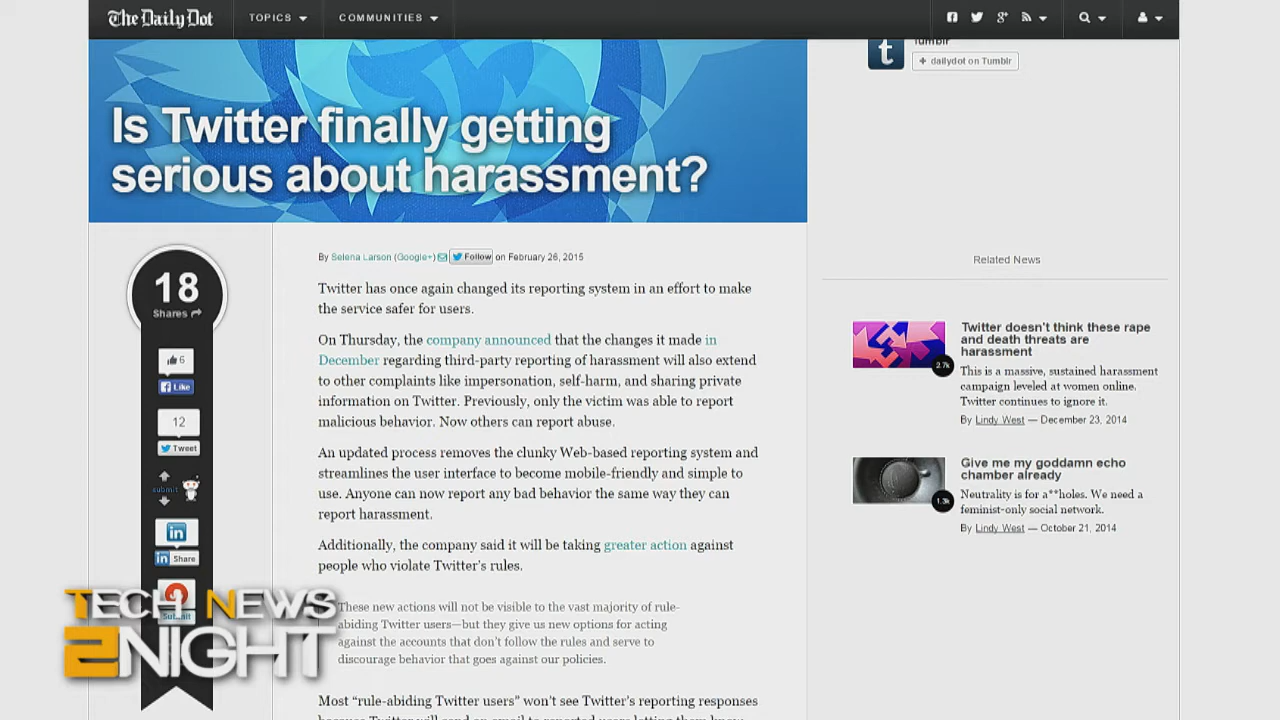 The Daily Dot
TOPICS
COMMUNITIES
Tumblr
+ dailydot on Tumblr
Is Twitter finally getting
serious about harassment?
18
Shares
6
Like
12
Tweet
submit
in
in Share
Submit
By Selena Larson (Google+) Follow on February 26, 2015
Twitter has once again changed its reporting system in an effort to make
the service safer for users.
On Thursday, the company announced that the changes it made in
December regarding third-party reporting of harassment will also extend
to other complaints like impersonation, self-harm, and sharing private
information on Twitter. Previously, only the victim was able to report
malicious behavior. Now others can report abuse.
An updated process removes the clunky Web-based reporting system and
streamlines the user interface to become mobile-friendly and simple to
use. Anyone can now report any bad behavior the same way they can
report harassment.
Additionally, the company said it will be taking greater action against
people who violate Twitter's rules.
These new actions will not be visible to the vast majority of rule-
abiding Twitter users—but they give us new options for acting
against the accounts that don't follow the rules and serve to
discourage behavior that goes against our policies.
Most "rule-abiding Twitter users" won't see Twitter's reporting responses
because Twitter will send an email to reported users letting them know
Related News
Twitter doesn't think these rape
and death threats are
harassment
2.7k
This is a massive, sustained harassment
campaign leveled at women online.
Twitter continues to ignore it.
By Lindy West — December 23, 2014
Give me my goddamn echo
chamber already
1.3k
Neutrality is for a**holes. We need a
feminist-only social network.
By Lindy West — October 21, 2014
TECH NEWS
2NIGHT